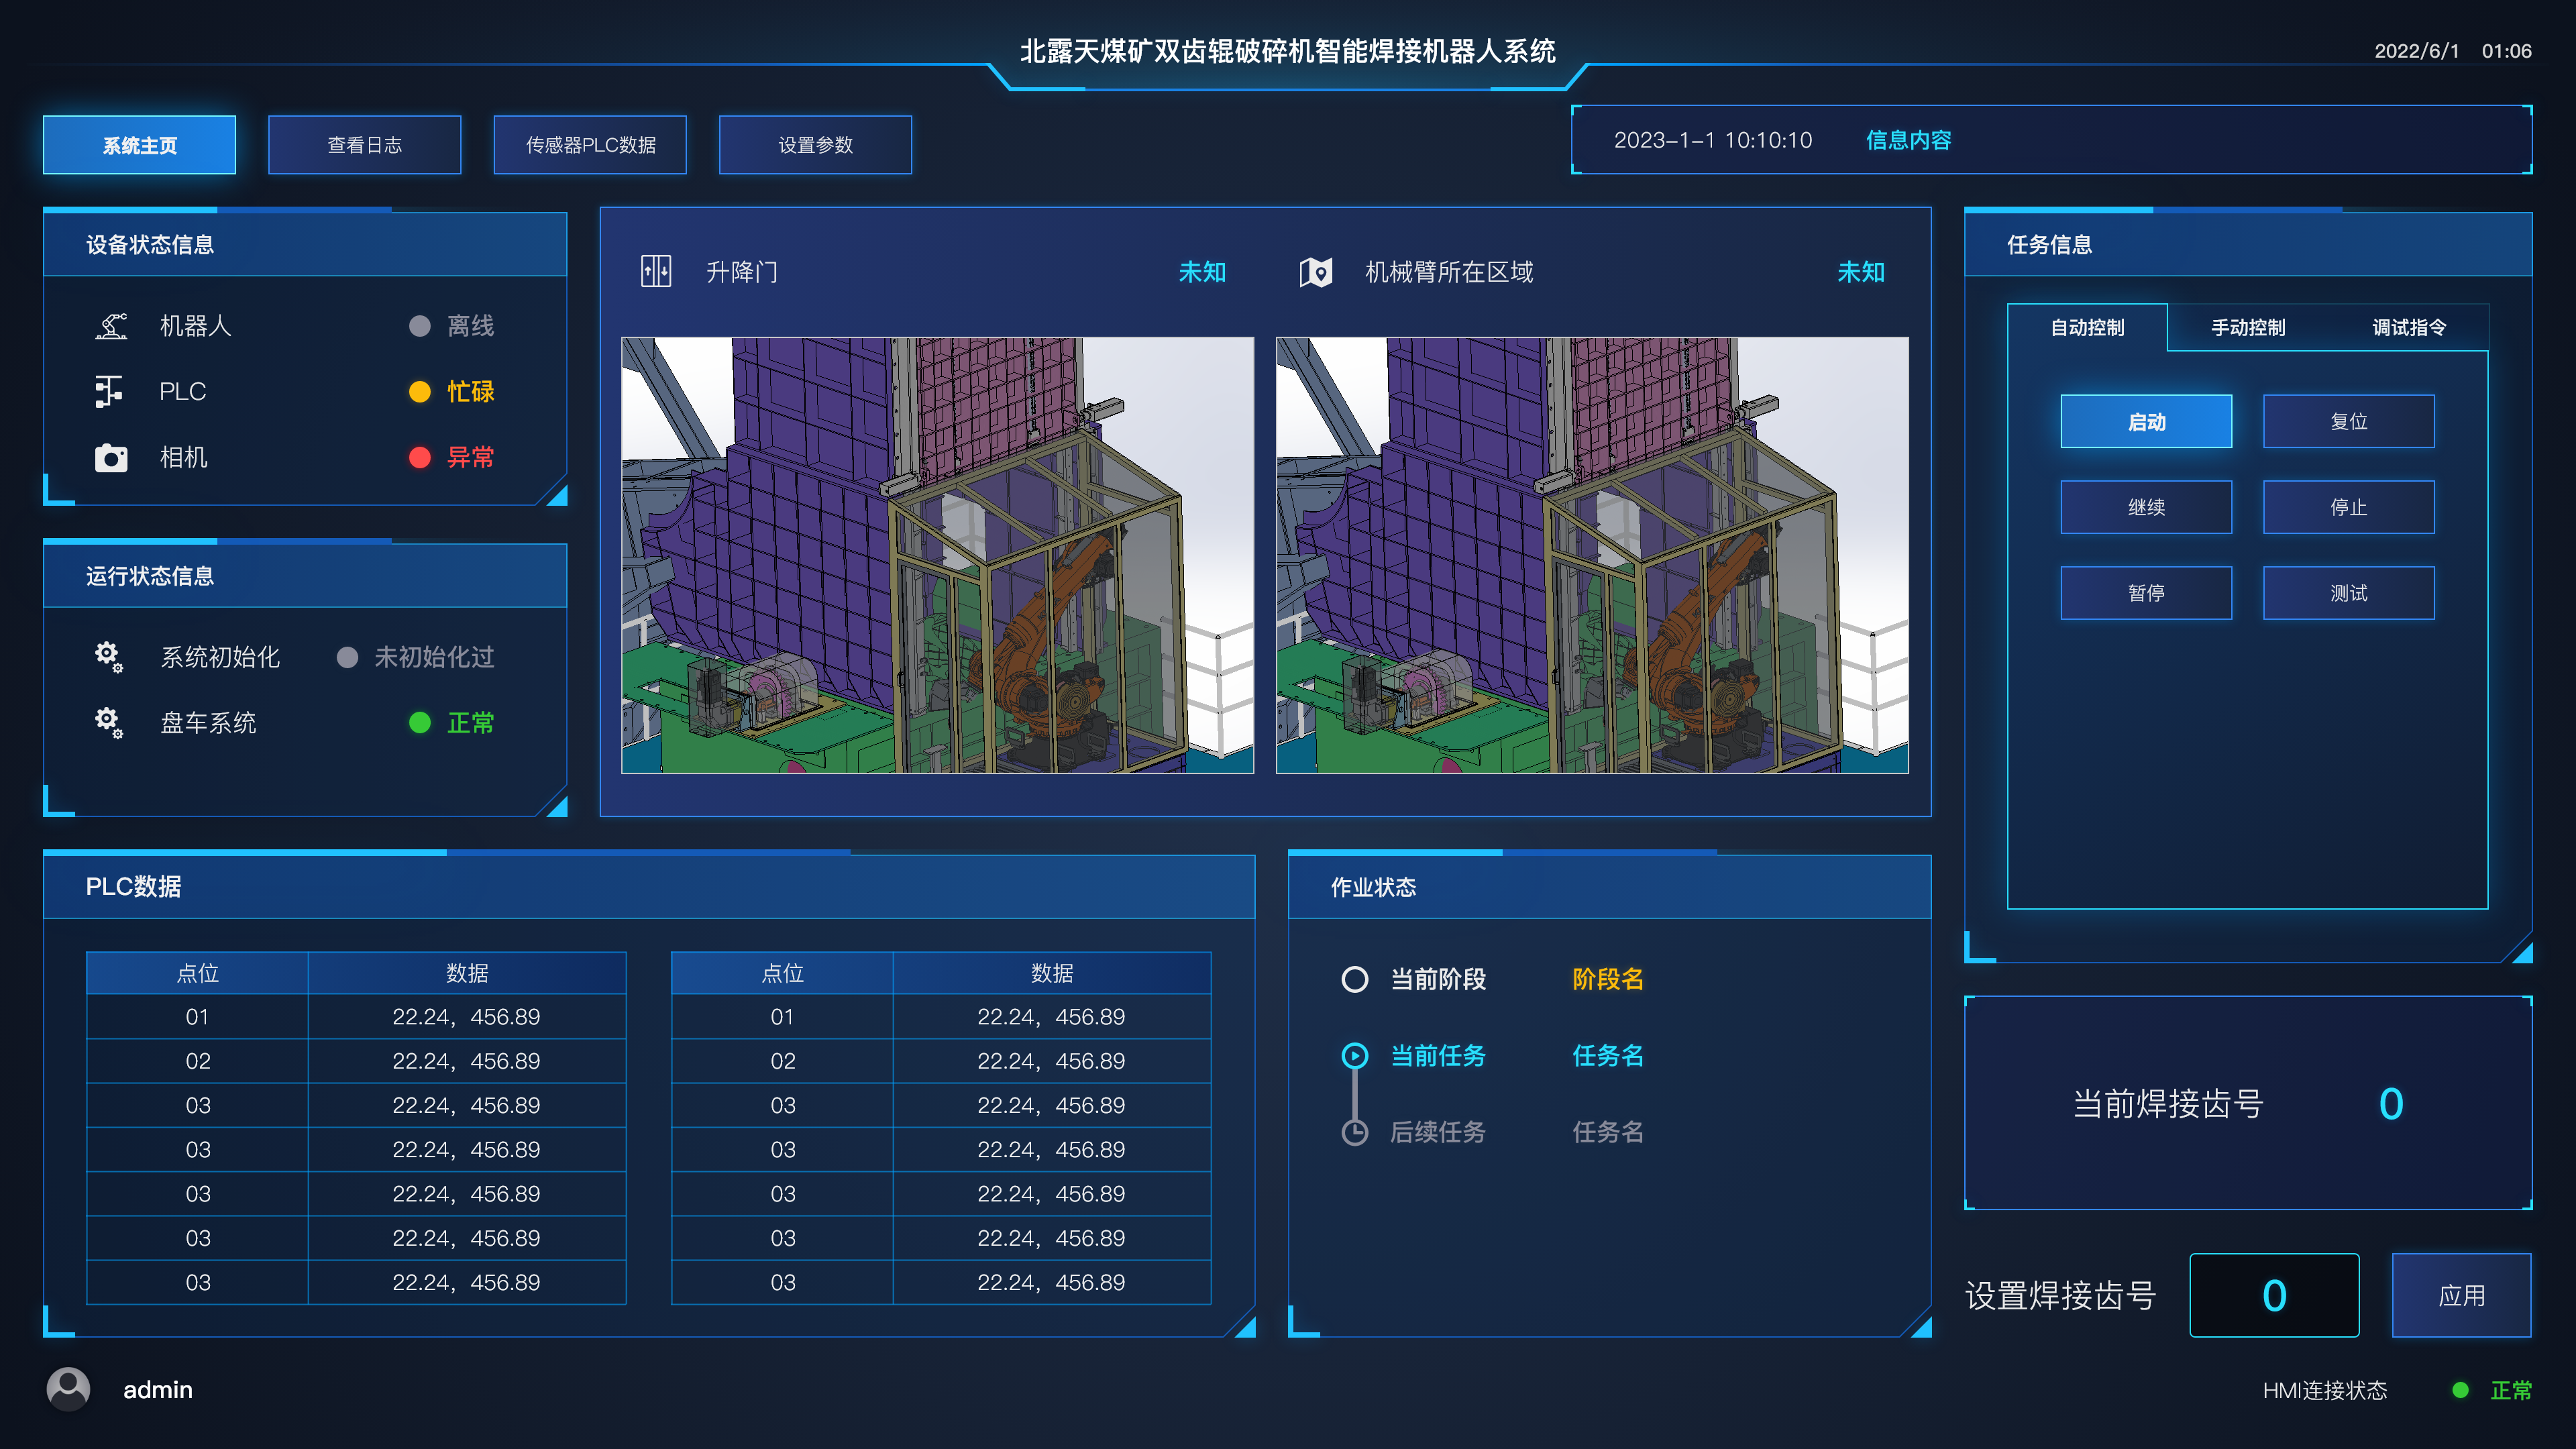 北露天煤矿双齿辊破碎机智能焊接机器人系统
2022/6/1 01:06
系统主页 查看日志 传感器PLC数据 设置参数
2023-1-1 10:10:10 信息内容
设备状态信息
机器人 离线
PLC 忙碌
相机 异常
运行状态信息
系统初始化 未初始化过
盘车系统 正常
升降门 未知
机械臂所在区域 未知
任务信息
自动控制 手动控制 调试指令
启动 复位
继续 停止
暂停 测试
PLC数据
点位 数据 点位 数据
01 22.24, 456.89 01 22.24, 456.89
02 22.24, 456.89 02 22.24, 456.89
03 22.24, 456.89 03 22.24, 456.89
03 22.24, 456.89 03 22.24, 456.89
03 22.24, 456.89 03 22.24, 456.89
03 22.24, 456.89 03 22.24, 456.89
03 22.24, 456.89 03 22.24, 456.89
作业状态
当前阶段 阶段名
当前任务 任务名
后续任务 任务名
当前焊接齿号 0
设置焊接齿号 0 应用
admin
HMI连接状态 正常